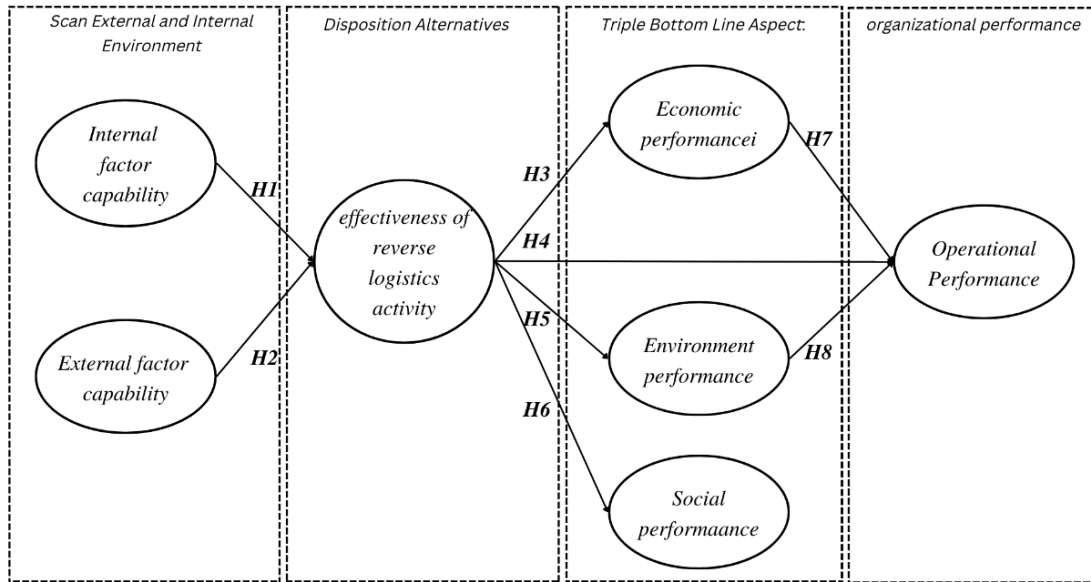 Scan External and Internal
Environment
Disposition Alternatives
Triple Bottom Line Aspect:
organizational performance
Internal
factor
capability
External factor
capability
H1
H2
effectiveness of
reverse
logistics
activity
H3
H4
H5
H6
Economic
performancei
Environment
performance
Social
performaance
H7
H8
Operational
Performance